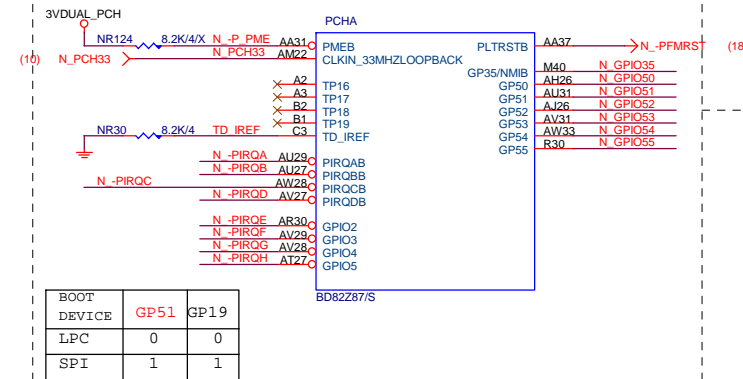 3VDUAL_PCH
PCHA
NR124 8.2K/4/X N_-P_PME AA31 PMEB PLTRSTB AA37 N_-PFMRST (18
(10) N_PCH33 N_PCH33 AM22 CLKIN_33MHZLOOPBACK
GP35/NMIB M40 N_GPIO35
A2 TP16 GP50 AH26 N_GPIO50
A3 TP17 GP51 AU31 N_GPIO51
B2 TP18 GP52 AJ26 N_GPIO52
B1 TP19 GP53 AV31 N_GPIO53
NR30 8.2K/4 TD_IREF C3 TD_IREF GP54 AW33 N_GPIO54
GP55 R30 N_GPIO55
N_-PIRQA AU29 PIRQAB
N_-PIRQB AU27 PIRQBB
N_-PIRQC AW28 PIRQCB
N_-PIRQD AV27 PIRQDB
N_-PIRQE AR30 GPIO2
N_-PIRQF AV29 GPIO3
N_-PIRQG AV28 GPIO4
N_-PIRQH AT27 GPIO5
BD82Z87/S
BOOT
DEVICE GP51 GP19
LPC 0 0
SPI 1 1